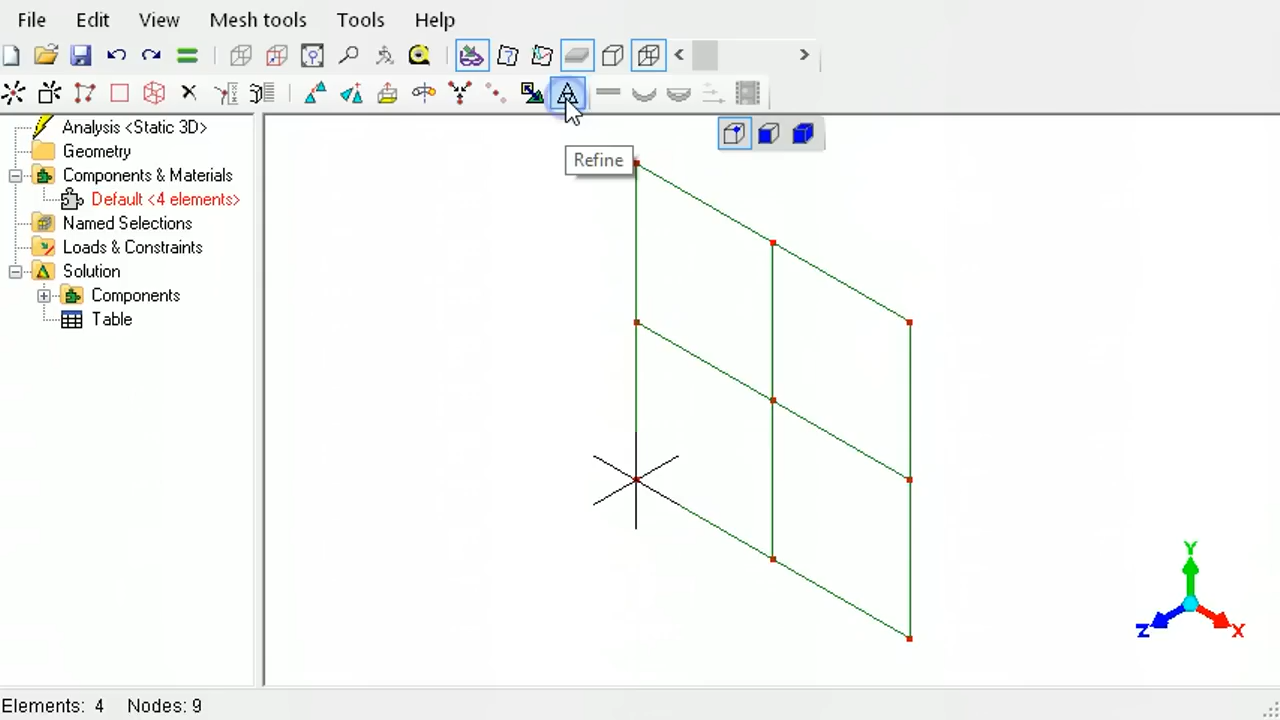 File Edit View Mesh tools Tools Help
Analysis <Static 3D>
Geometry
Components & Materials
Default <4 elements>
Named Selections
Loads & Constraints
Solution
Components
Table
Refine
Y
Z X
Elements: 4 Nodes: 9